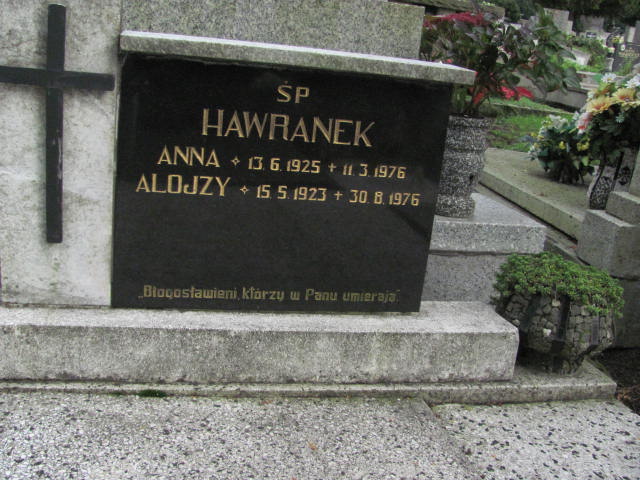 ŚP
HAWRANEK
ANNA ✧ 13.6.1925 + 11.3.1976
ALOJZY ✧ 15.5.1923 + 30.8.1976
„Błogosławieni, którzy w Panu umierają"